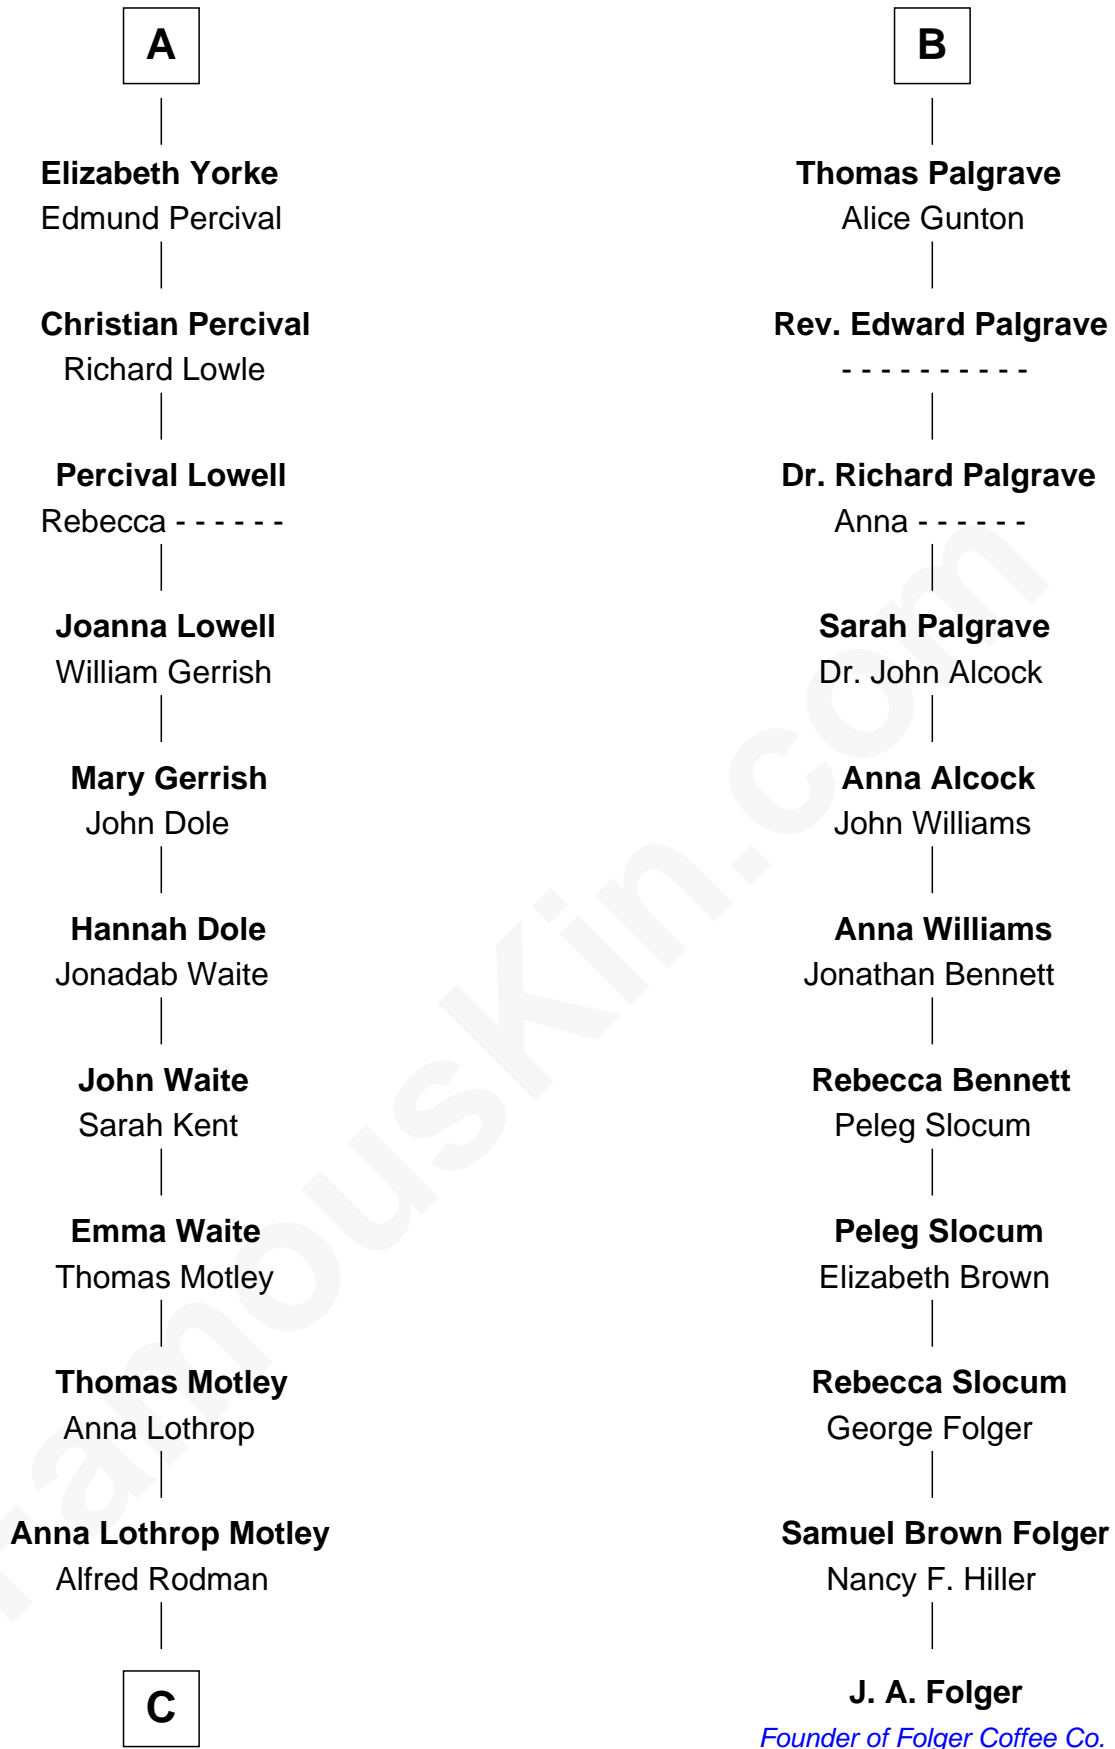 A
Elizabeth Yorke
Edmund Percival
Christian Percival
Richard Lowle
Percival Lowell
Rebecca - - - - - -
Joanna Lowell
William Gerrish
Mary Gerrish
John Dole
Hannah Dole
Jonadab Waite
John Waite
Sarah Kent
Emma Waite
Thomas Motley
Thomas Motley
Anna Lothrop
Anna Lothrop Motley
Alfred Rodman
C
B
Thomas Palgrave
Alice Gunton
Rev. Edward Palgrave
- - - - - - - - - -
Dr. Richard Palgrave
Anna - - - - - -
Sarah Palgrave
Dr. John Alcock
Anna Alcock
John Williams
Anna Williams
Jonathan Bennett
Rebecca Bennett
Peleg Slocum
Peleg Slocum
Elizabeth Brown
Rebecca Slocum
George Folger
Samuel Brown Folger
Nancy F. Hiller
J. A. Folger
Founder of Folger Coffee Co.
FamousKin.com